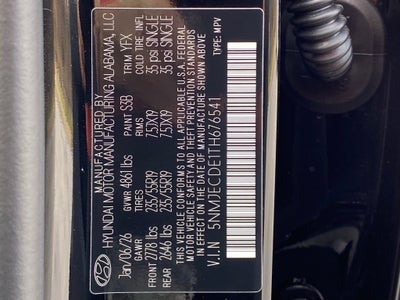 MANUFACTURED BY
HYUNDAI MOTOR MANUFACTURING ALABAMA, LLC
Jan/06/26 GVWR 4861 lbs PAINT S3B TRIM YFX
GAWR TIRES RIMS COLD TIRE INFL
FRONT 2778 lbs 235/55R19 7.5JX19 35 psi SINGLE
REAR 2646 lbs 235/55R19 7.5JX19 35 psi SINGLE
THIS VEHICLE CONFORMS TO ALL APPLICABLE U.S.A. FEDERAL
MOTOR VEHICLE SAFETY AND THEFT PREVENTION STANDARDS
IN EFFECT ON THE DATE OF MANUFACTURE SHOWN ABOVE.
V.I.N 5NMJECDE1TH676541 TYPE: MPV